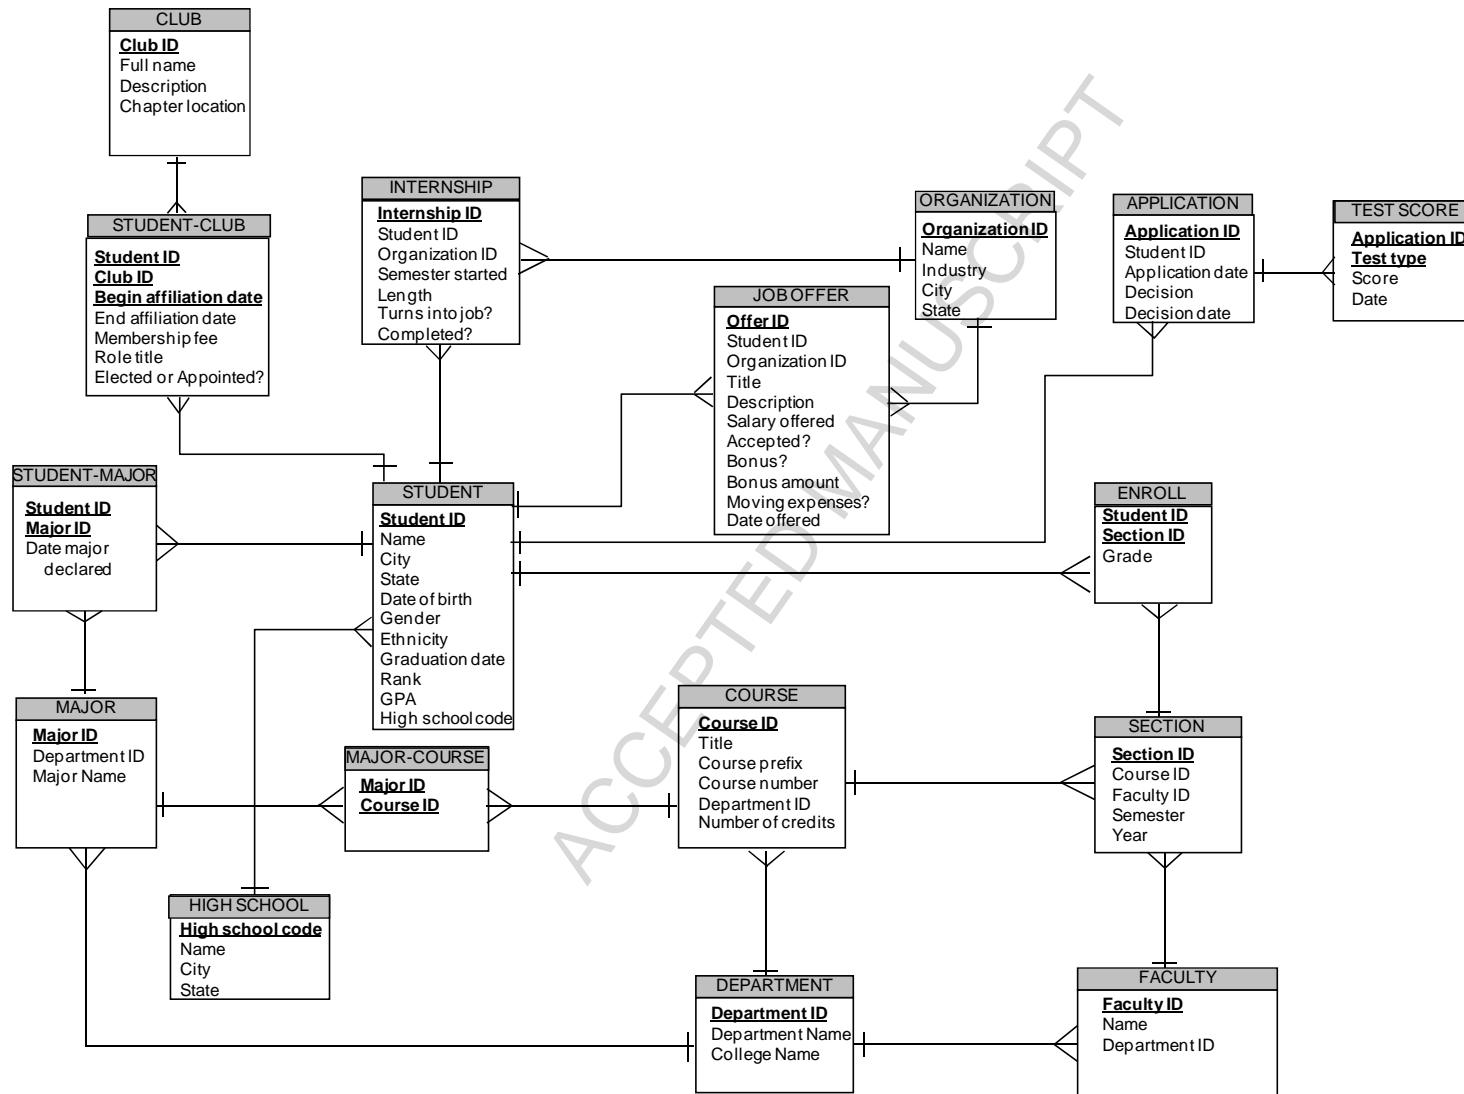 CLUB
Club ID
Full name
Description
Chapter location
STUDENT-CLUB
Student ID
Club ID
Begin affiliation date
End affiliation date
Membership fee
Role title
Elected or Appointed?
INTERNSHIP
Internship ID
Student ID
Organization ID
Semester started
Length
Turns into job?
Completed?
ORGANIZATION
Organization ID
Name
Industry
City
State
APPLICATION
Application ID
Student ID
Application date
Decision
Decision date
TEST SCORE
Application ID
Test type
Score
Date
JOB OFFER
Offer ID
Student ID
Organization ID
Title
Description
Salary offered
Accepted?
Bonus?
Bonus amount
Moving expenses?
Date offered
STUDENT-MAJOR
Student ID
Major ID
Date major
declared
STUDENT
Student ID
Name
City
State
Date of birth
Gender
Ethnicity
Graduation date
Rank
GPA
High school code
ENROLL
Student ID
Section ID
Grade
MAJOR
Major ID
Department ID
Major Name
MAJOR-COURSE
Major ID
Course ID
COURSE
Course ID
Title
Course prefix
Course number
Department ID
Number of credits
SECTION
Section ID
Course ID
Faculty ID
Semester
Year
HIGH SCHOOL
High school code
Name
City
State
DEPARTMENT
Department ID
Department Name
College Name
FACULTY
Faculty ID
Name
Department ID
ACCEPTED MANUSCRIPT